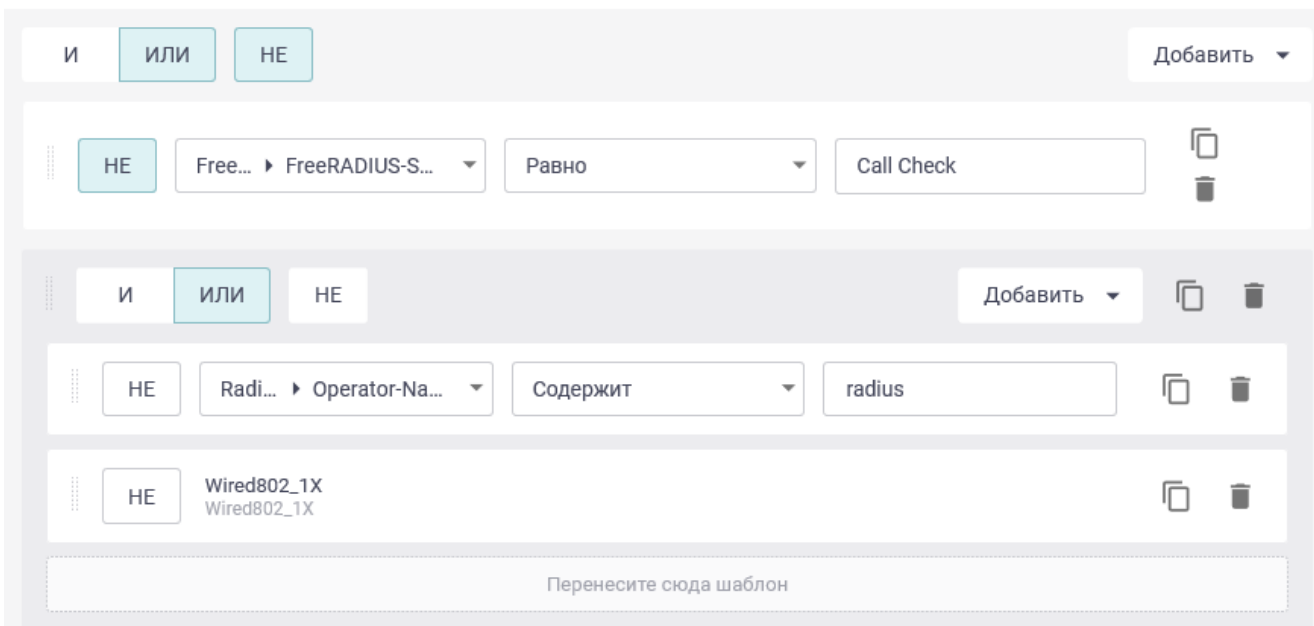 И ИЛИ НЕ Добавить
НЕ Free... FreeRADIUS-S... Равно Call Check
И ИЛИ НЕ Добавить
НЕ Radi... Operator-Na... Содержит radius
НЕ Wired802_1X
Wired802_1X
Перенесите сюда шаблон